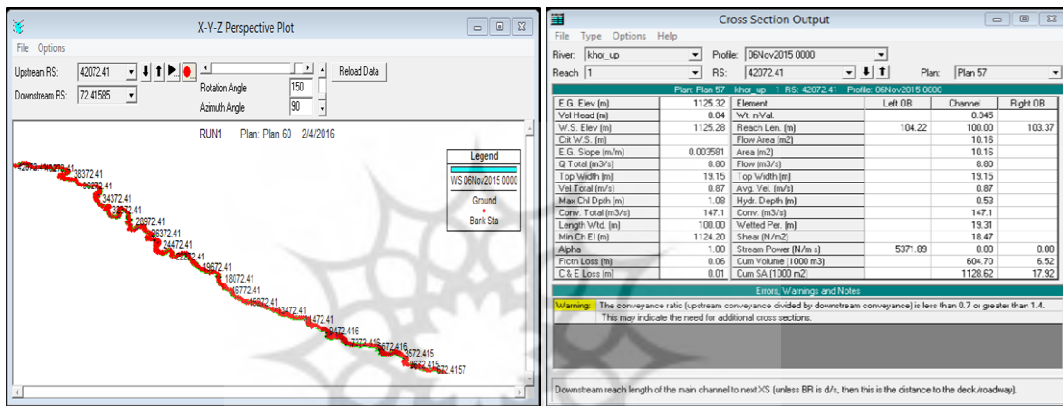 X-Y-Z Perspective Plot
File Options
Upstream RS: 42072.41 Reload Data
Downstream RS: 72.41585
Rotation Angle 150
Azimuth Angle 90
RUN1 Plan: Plan 60 2/4/2016
Legend
WS 06Nov2015 0000
Ground
Bank Sta
38372.41
34372.41
28972.41
26372.41
24472.41
19672.41
18072.41
16772.41
13472.41
11472.41
9472.416
3572.415
672.4157
Cross Section Output
File Type Options Help
River: khor_up Profile: 06Nov2015 0000
Reach 1 RS: 42072.41 Plan: Plan 57
Plan: Plan 57 khor_up 1 RS: 42072.41 Profile: 06Nov2015 0000
E.G. Elev (m) 1125.32 Element Left OB Channel Right OB
Vel Head (m) 0.04 Wt. n-Val. 0.045
W.S. Elev (m) 1125.28 Reach Len. (m) 104.22 100.00 103.37
Crit W.S. (m) Flow Area (m2) 10.16
E.G. Slope (m/m) 0.003581 Area (m2) 10.16
Q Total (m3/s) 8.80 Flow (m3/s) 8.80
Top Width (m) 19.15 Top Width (m) 19.15
Vel Total (m/s) 0.87 Avg. Vel. (m/s) 0.87
Max Chl Dpth (m) 1.08 Hydr. Depth (m) 0.53
Conv. Total (m3/s) 147.1 Conv. (m3/s) 147.1
Length Wtd. (m) 100.00 Wetted Per. (m) 19.31
Min Ch El (m) 1124.20 Shear (N/m2) 18.47
Alpha 1.00 Stream Power (N/m s) 5371.89 0.00 0.00
Frctn Loss (m) 0.06 Cum Volume (1000 m3) 604.79 6.52
C & E Loss (m) 0.01 Cum SA (1000 m2) 1128.62 17.92
Errors, Warnings and Notes
Warning: The conveyance ratio (upstream conveyance divided by downstream conveyance) is less than 0.7 or greater than 1.4.
This may indicate the need for additional cross sections.
Downstream reach length of the main channel to next XS (unless BR is d/s, then this is the distance to the deck/roadway).